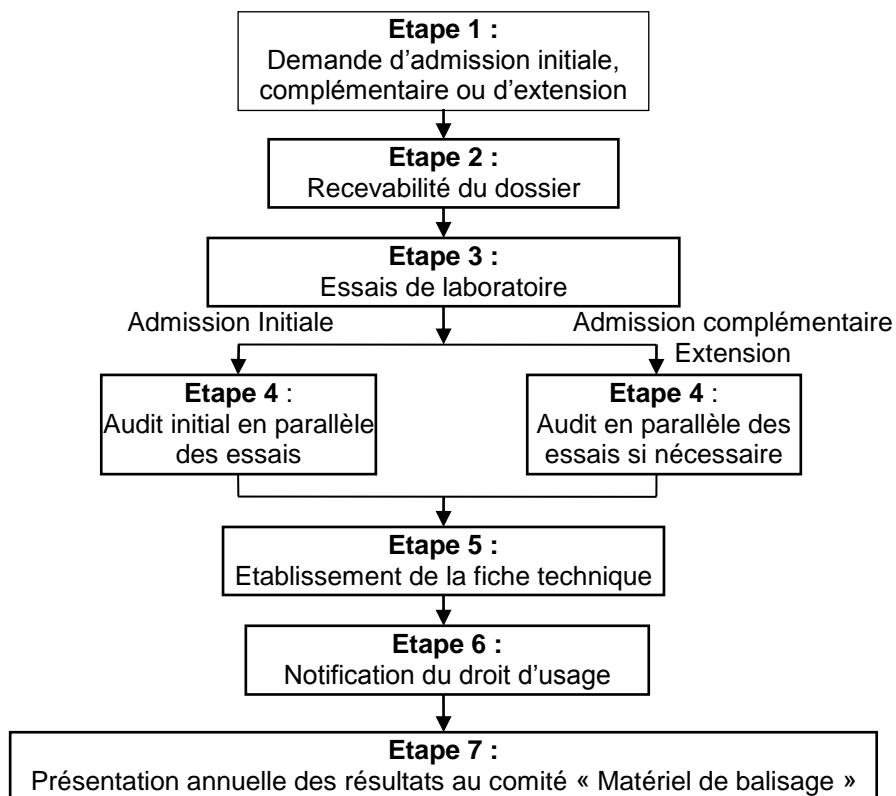 Etape 1 :
Demande d’admission initiale,
complémentaire ou d’extension
Etape 2 :
Recevabilité du dossier
Etape 3 :
Essais de laboratoire
Admission Initiale
Admission complémentaire
Extension
Etape 4 :
Audit initial en parallèle
des essais
Etape 4 :
Audit en parallèle des
essais si nécessaire
Etape 5 :
Etablissement de la fiche technique
Etape 6 :
Notification du droit d’usage
Etape 7 :
Présentation annuelle des résultats au comité « Matériel de balisage »